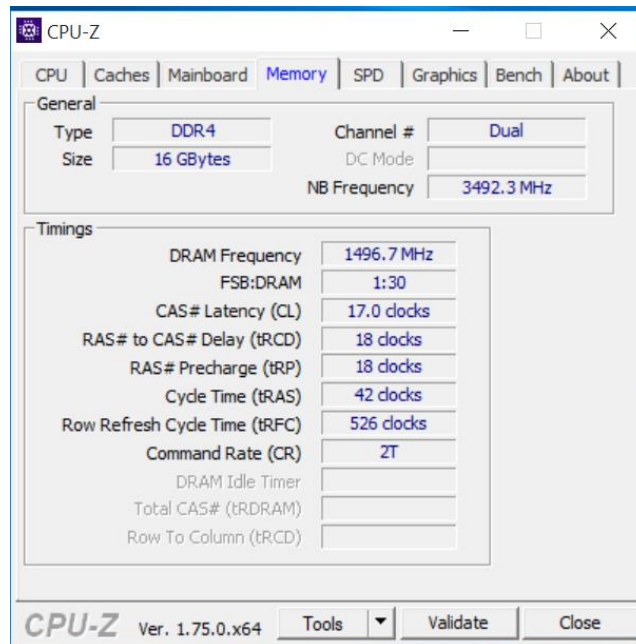 CPU-Z
CPU Caches Mainboard Memory SPD Graphics Bench About
General
Type DDR4 Channel # Dual
Size 16 GBytes DC Mode
NB Frequency 3492.3 MHz
Timings
DRAM Frequency 1496.7 MHz
FSB:DRAM 1:30
CAS# Latency (CL) 17.0 clocks
RAS# to CAS# Delay (tRCD) 18 clocks
RAS# Precharge (tRP) 18 clocks
Cycle Time (tRAS) 42 clocks
Row Refresh Cycle Time (tRFC) 526 clocks
Command Rate (CR) 2T
DRAM Idle Timer
Total CAS# (tRDRAM)
Row To Column (tRCD)
CPU-Z Ver. 1.75.0.x64 Tools Validate Close